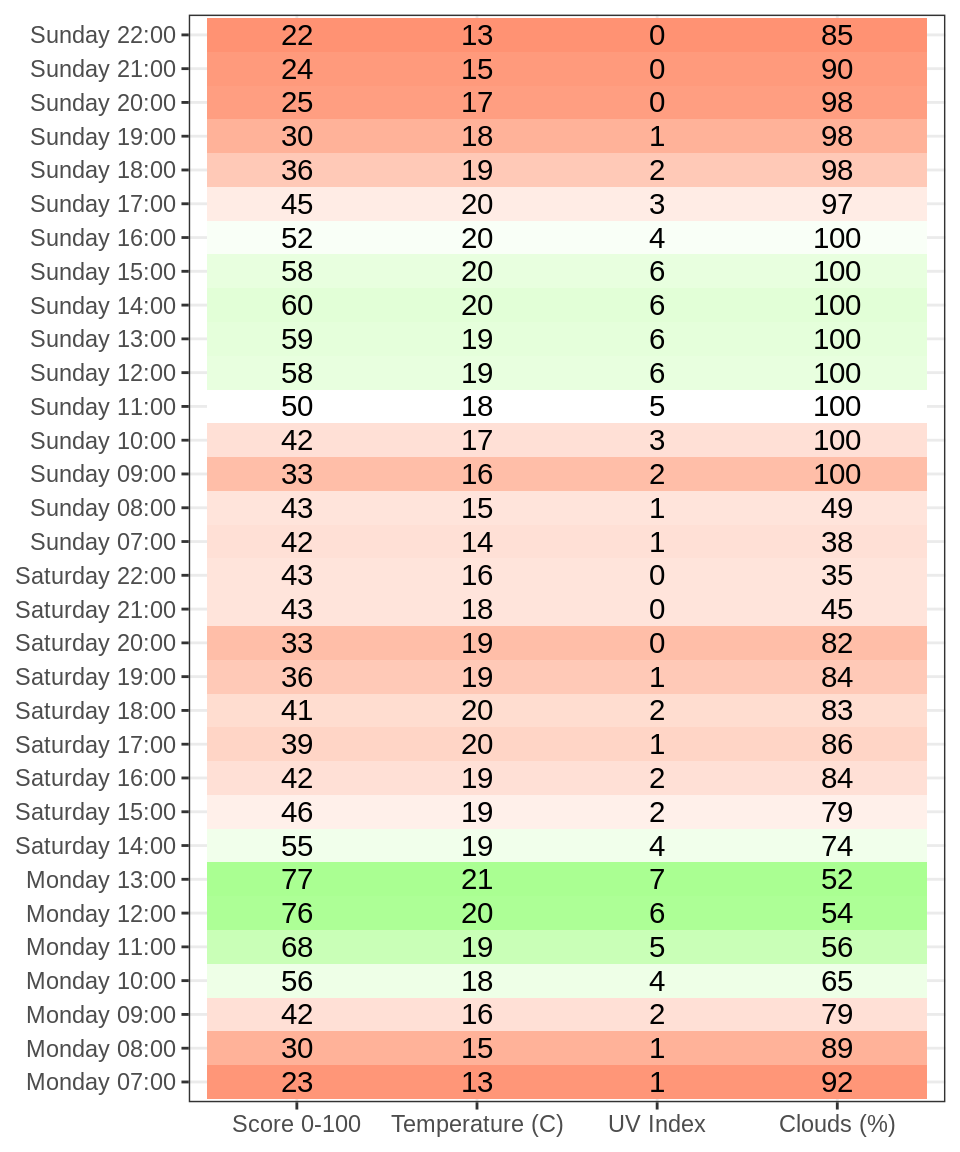 Sunday 22:00 22 13 0 85
Sunday 21:00 24 15 0 90
Sunday 20:00 25 17 0 98
Sunday 19:00 30 18 1 98
Sunday 18:00 36 19 2 98
Sunday 17:00 45 20 3 97
Sunday 16:00 52 20 4 100
Sunday 15:00 58 20 6 100
Sunday 14:00 60 20 6 100
Sunday 13:00 59 19 6 100
Sunday 12:00 58 19 6 100
Sunday 11:00 50 18 5 100
Sunday 10:00 42 17 3 100
Sunday 09:00 33 16 2 100
Sunday 08:00 43 15 1 49
Sunday 07:00 42 14 1 38
Saturday 22:00 43 16 0 35
Saturday 21:00 43 18 0 45
Saturday 20:00 33 19 0 82
Saturday 19:00 36 19 1 84
Saturday 18:00 41 20 2 83
Saturday 17:00 39 20 1 86
Saturday 16:00 42 19 2 84
Saturday 15:00 46 19 2 79
Saturday 14:00 55 19 4 74
Monday 13:00 77 21 7 52
Monday 12:00 76 20 6 54
Monday 11:00 68 19 5 56
Monday 10:00 56 18 4 65
Monday 09:00 42 16 2 79
Monday 08:00 30 15 1 89
Monday 07:00 23 13 1 92
Score 0-100 Temperature (C) UV Index Clouds (%)